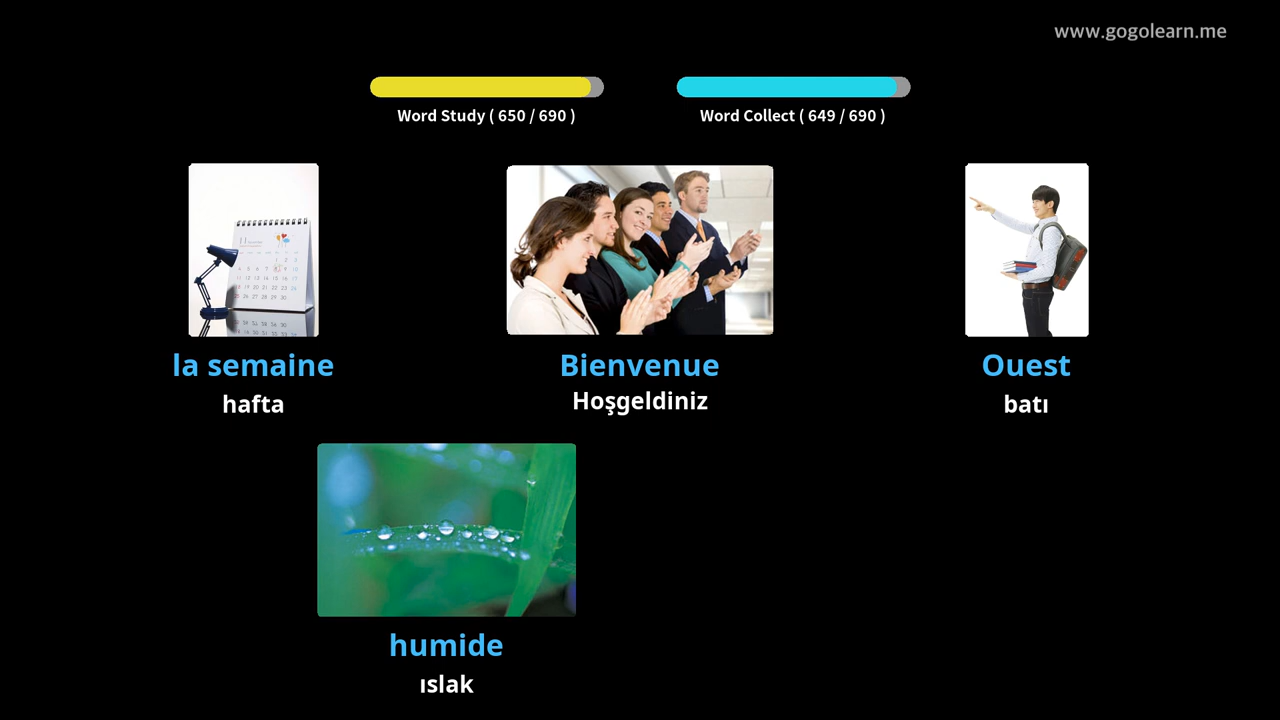 www.gogolearn.me
Word Study ( 650 / 690 )
Word Collect ( 649 / 690 )
la semaine
hafta
Bienvenue
Hoşgeldiniz
Ouest
batı
humide
ıslak